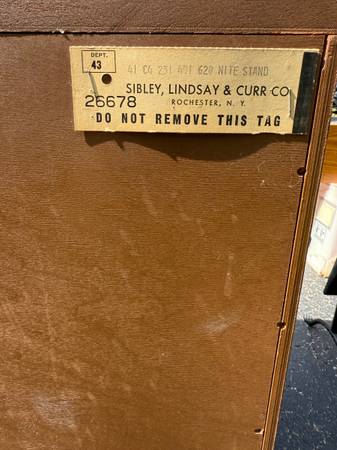 DEPT.
43
41 CG 251 401 620 NITE STAND
SIBLEY, LINDSAY & CURR CO
26678 ROCHESTER, N. Y.
DO NOT REMOVE THIS TAG